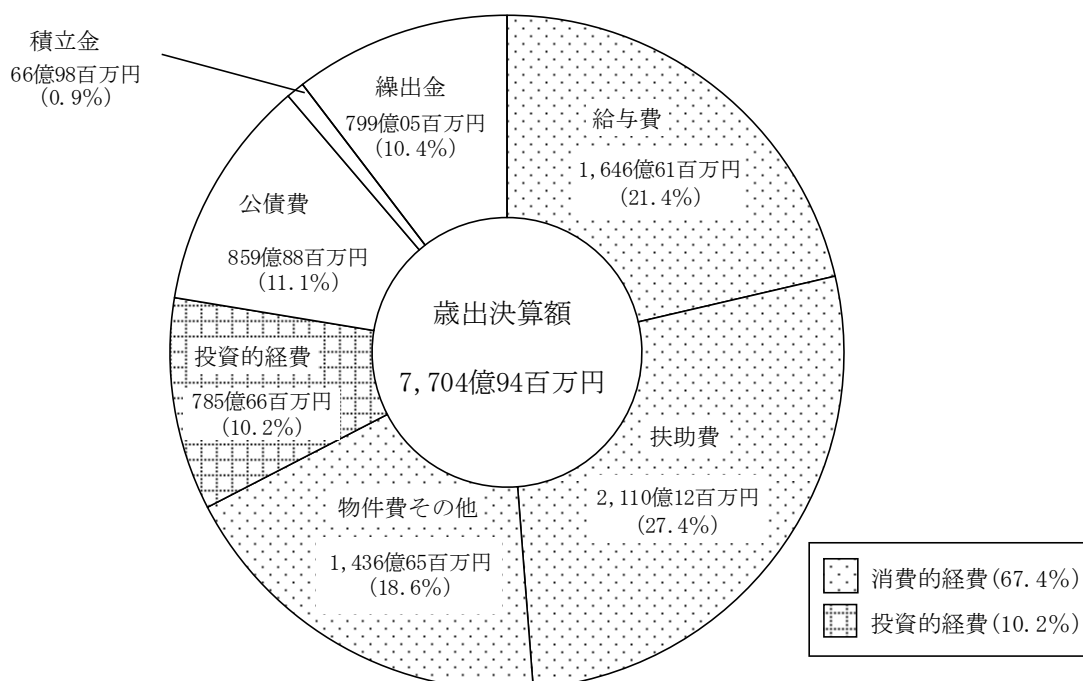 積立金
66億98百万円
(0.9%)
繰出金
799億05百万円
(10.4%)
給与費
1,646億61百万円
(21.4%)
公債費
859億88百万円
(11.1%)
歳出決算額
7,704億94百万円
投資的経費
785億66百万円
(10.2%)
扶助費
2,110億12百万円
(27.4%)
物件費その他
1,436億65百万円
(18.6%)
消費的経費(67.4%)
投資的経費(10.2%)